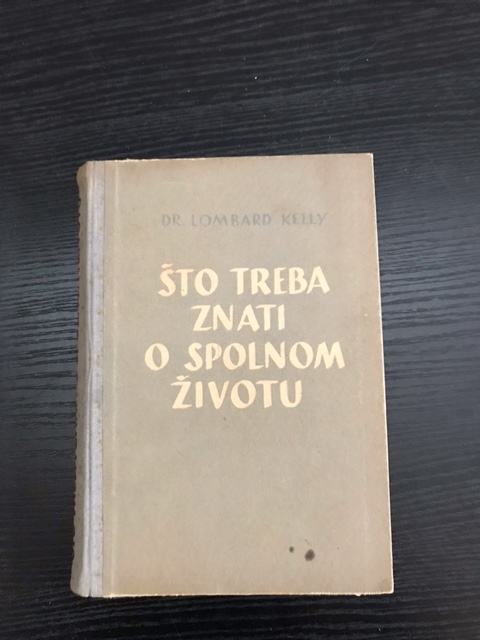 DR. LOMBARD KELLY
ŠTO TREBA
ZNATI
O SPOLNOM
ŽIVOTU